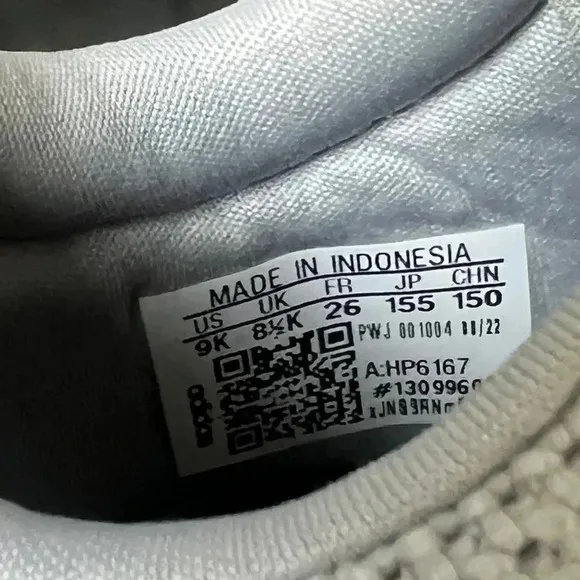 MADE IN INDONESIA
US UK FR JP CHN
9K 8½K 26 155 150
PWJ 001004 11/22
A:HP6167
#130996